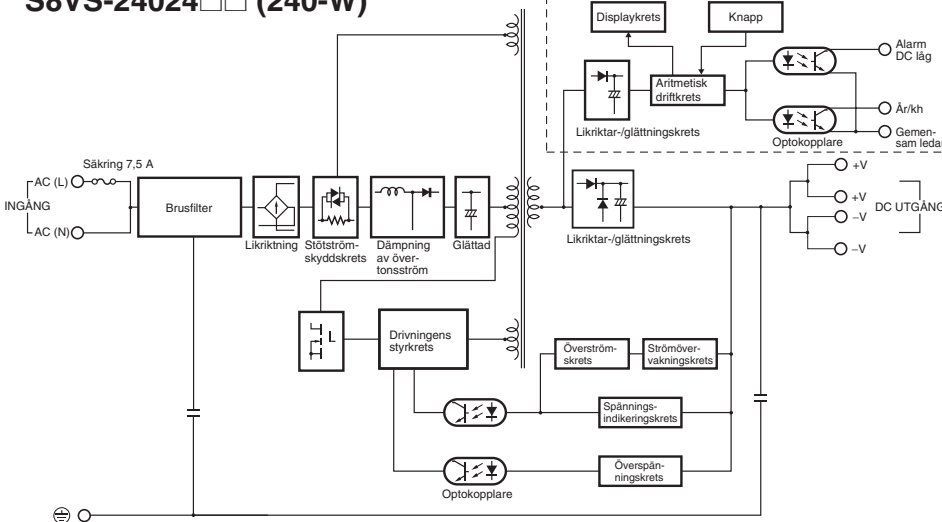 S8VS-24024□□ (240-W)
Displaykrets
Knapp
Alarm
DC låg
Aritmetisk
driftkrets
År/kh
Likriktar-/glättningskrets
Optokopplare
Gemen-
sam ledar
Säkring 7,5 A
+V
AC (L)
INGÅNG
Brusfilter
+V
DC UTGÅNG
–V
AC (N)
Likriktning
Stötström-
skyddskrets
Dämpning
av över-
tonsström
Glättad
Likriktar-/glättningskrets
–V
Drivningens
styrkrets
Överström-
skrets
Strömöver-
vakningskrets
Spännings-
indikeringskrets
Överspän-
ningskrets
Optokopplare